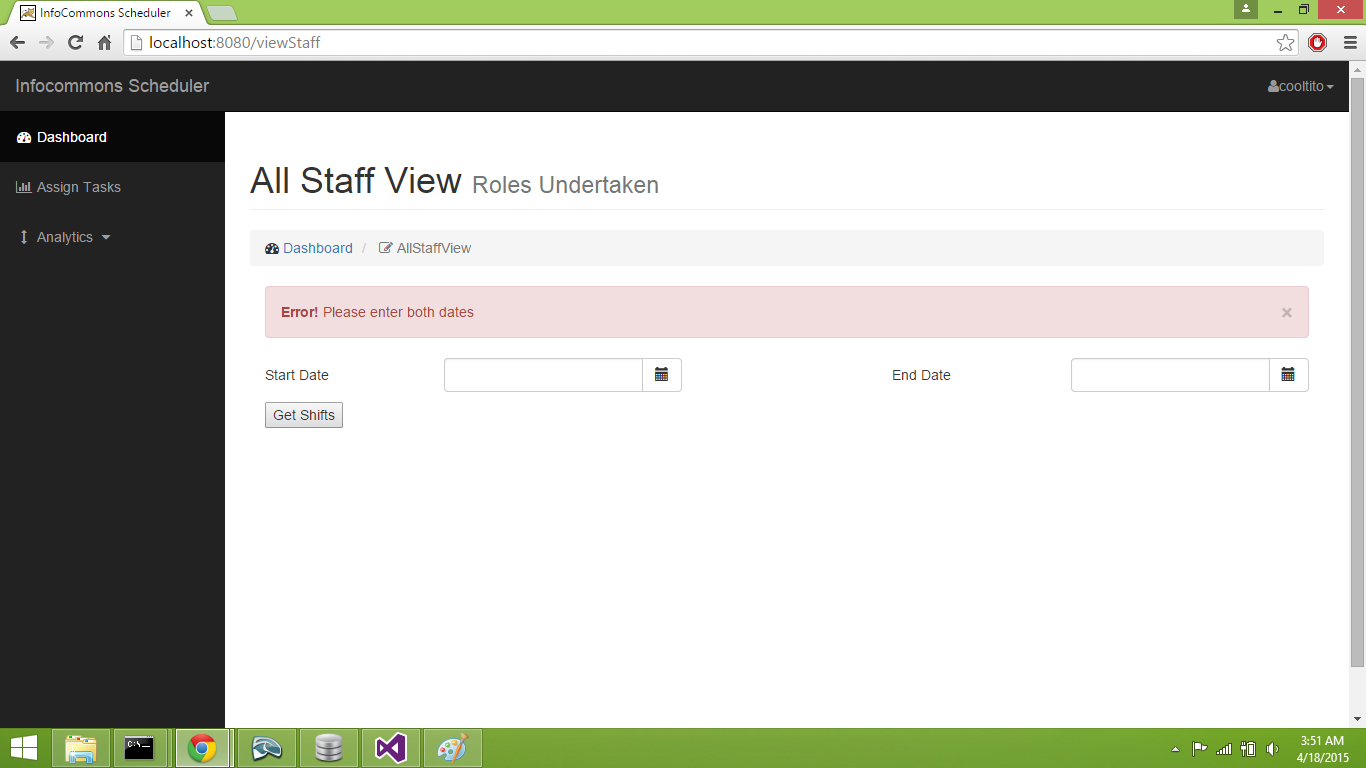 InfoCommons Scheduler
localhost:8080/viewStaff
Infocommons Scheduler
cooltito
Dashboard
Assign Tasks
Analytics
All Staff View Roles Undertaken
Dashboard / AllStaffView
Error! Please enter both dates ×
Start Date
End Date
Get Shifts
C:\_
3:51 AM
4/18/2015